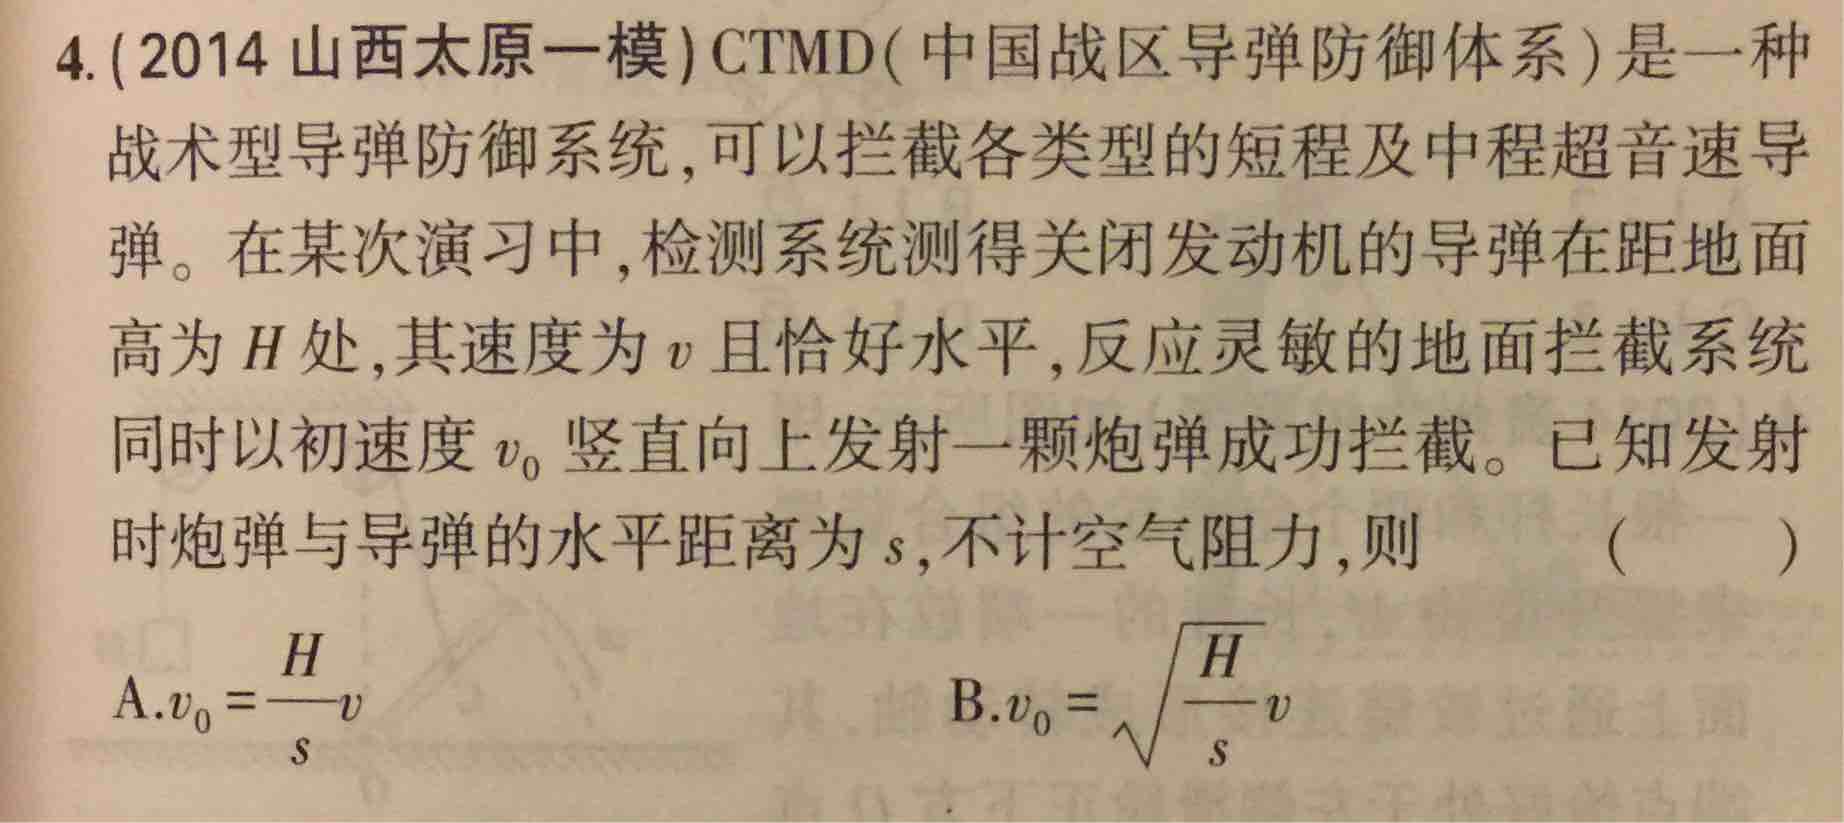 4.(2014 山西太原一模)CTMD(中国战区导弹防御体系)是一种
战术型导弹防御系统,可以拦截各类型的短程及中程超音速导
弹。在某次演习中,检测系统测得关闭发动机的导弹在距地面
高为 H 处,其速度为 v 且恰好水平,反应灵敏的地面拦截系统
同时以初速度 v₀ 竖直向上发射一颗炮弹成功拦截。已知发射
时炮弹与导弹的水平距离为 s,不计空气阻力,则 ( )
A.v₀=\frac{H}{s}v B.v₀=\sqrt{\frac{H}{s}}v